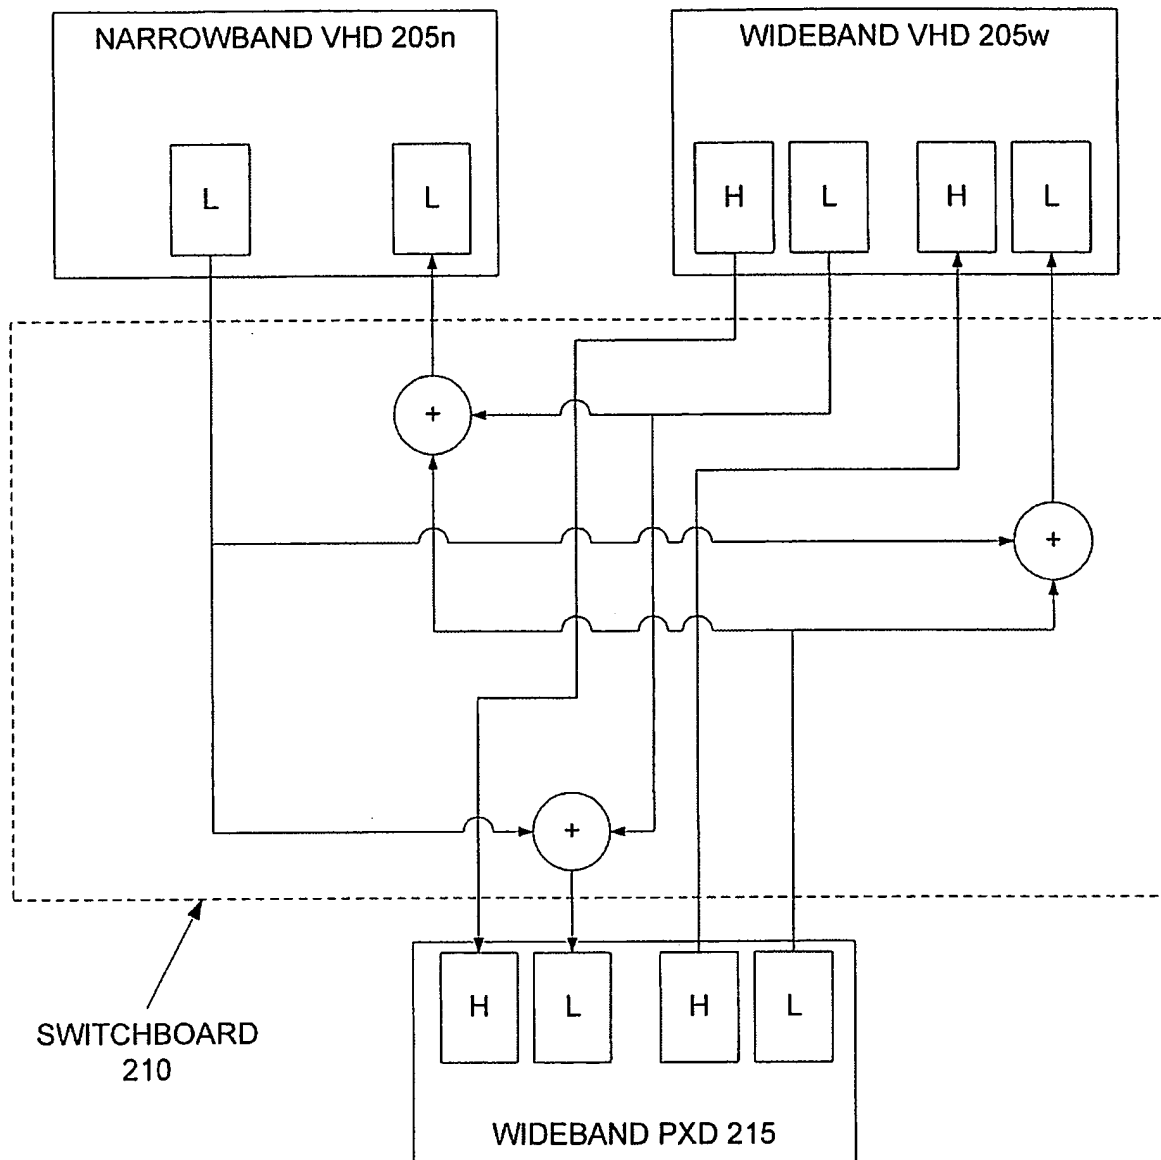 NARROWBAND VHD 205n
WIDEBAND VHD 205w
L
L
H
L
H
L
+
+
+
H
L
H
L
SWITCHBOARD
210
WIDEBAND PXD 215